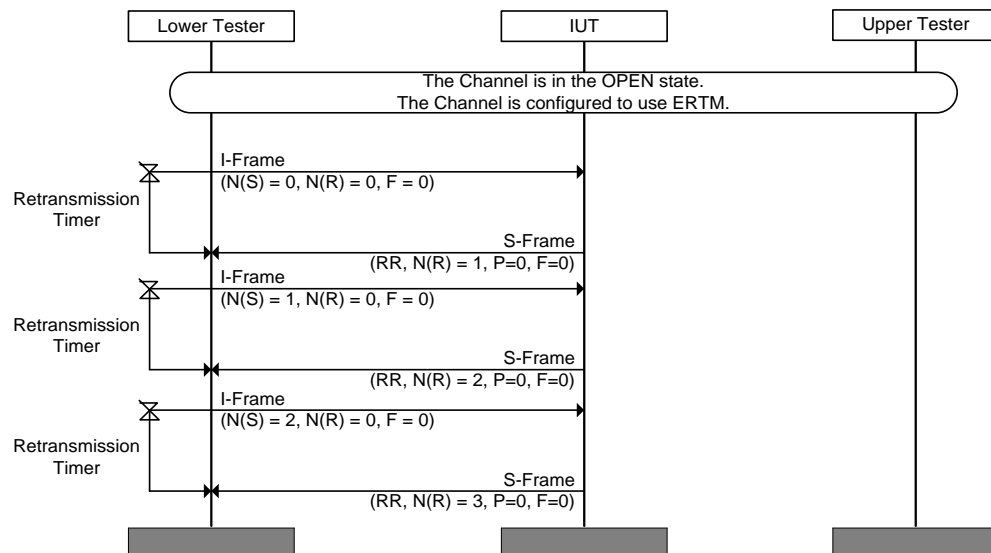 Lower Tester
IUT
Upper Tester
The Channel is in the OPEN state.
The Channel is configured to use ERTM.
I-Frame
(N(S) = 0, N(R) = 0, F = 0)
Retransmission
Timer
S-Frame
(RR, N(R) = 1, P=0, F=0)
I-Frame
(N(S) = 1, N(R) = 0, F = 0)
Retransmission
Timer
S-Frame
(RR, N(R) = 2, P=0, F=0)
I-Frame
(N(S) = 2, N(R) = 0, F = 0)
Retransmission
Timer
S-Frame
(RR, N(R) = 3, P=0, F=0)